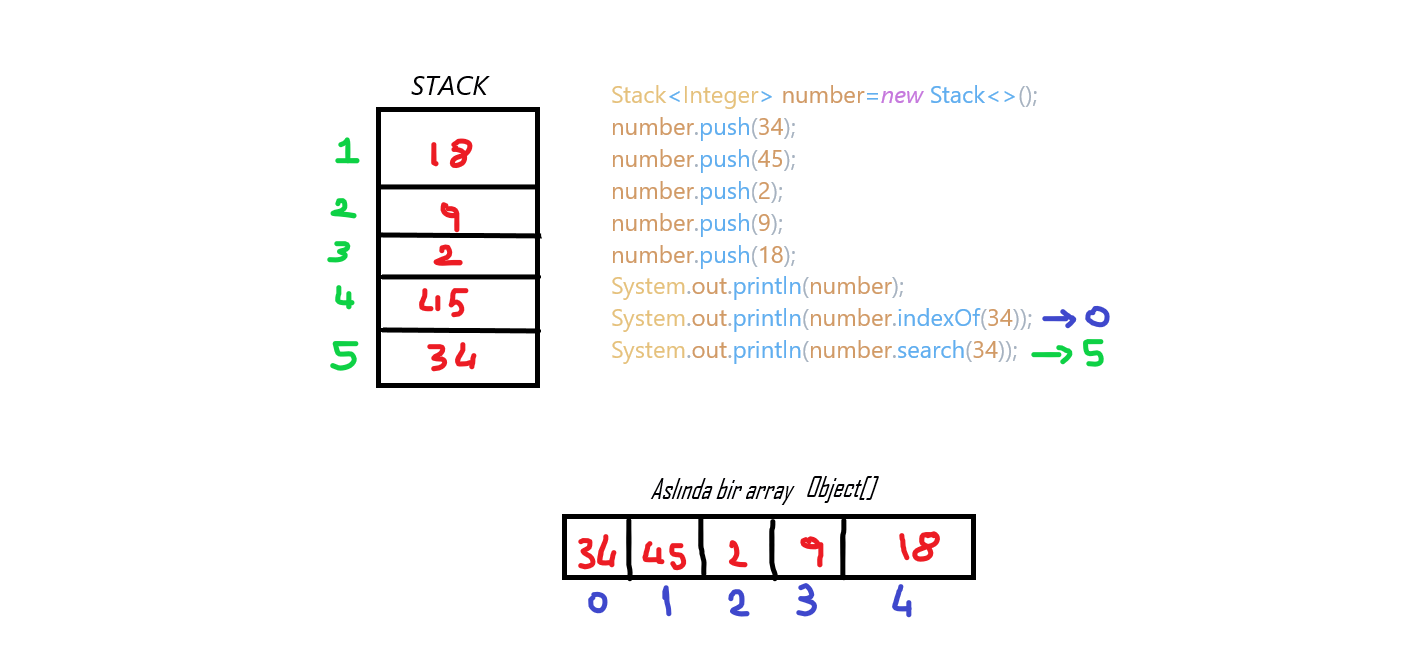 STACK
1 18
2 9
3 2
4 45
5 34
Stack<Integer> number=new Stack<>();
number.push(34);
number.push(45);
number.push(2);
number.push(9);
number.push(18);
System.out.println(number);
System.out.println(number.indexOf(34)); → 0
System.out.println(number.search(34)); → 5
Aslında bir array Object[]
34 45 2 9 18
0 1 2 3 4